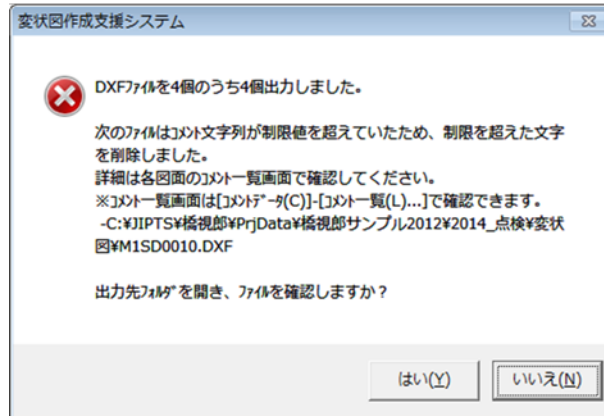 変状図作成支援システム
DXFﾌｧｲﾙを4個のうち4個出力しました。
次のﾌｧｲﾙはｺﾒﾝﾄ文字列が制限値を超えていたため、制限を超えた文字
を削除しました。
詳細は各図面のｺﾒﾝﾄ一覧画面で確認してください。
※ｺﾒﾝﾄ一覧画面は[ｺﾒﾝﾄﾃﾞｰﾀ(C)]-[ｺﾒﾝﾄ一覧(L)...]で確認できます。
-C:¥JIPTS¥橋視郎¥PrjData¥橋視郎サンプル2012¥2014_点検¥変状
図¥M1SD0010.DXF
出力先ﾌｫﾙﾀﾞを開き、ﾌｧｲﾙを確認しますか？
はい(Y)
いいえ(N)